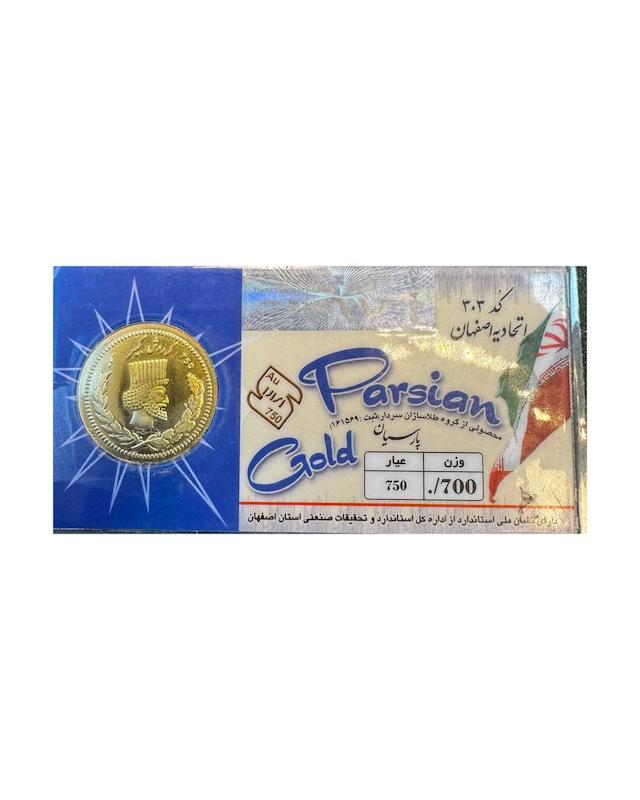 کد ۳۰۳
اتحادیه اصفهان
Parsian
Gold
Au
750
محصولی از گروه طلاسازان سردار(ثبت :۱۶۱۵۶۹)
پارسیان
وزن عیار
./700 750
دارای نشان ملی استاندارد از اداره کل استاندارد و تحقیقات صنعتی استان اصفهان